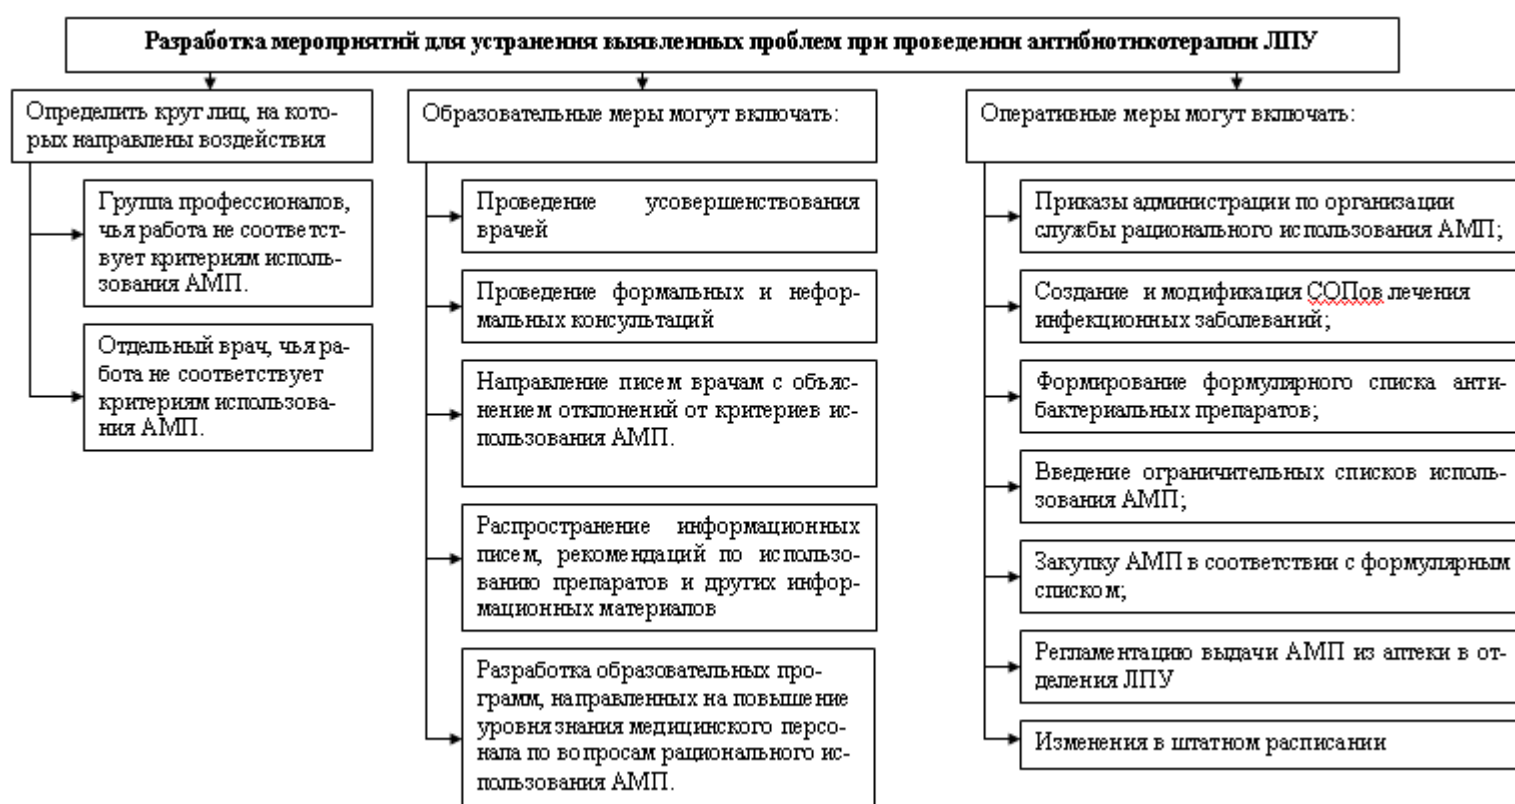 Разработка мероприятий для устранения выявленных проблем при проведении антибиотикотерапии ЛПУ
Определить круг лиц, на кото-
рых направлены воздействия
Группа профессионалов,
чья работа не соответст-
вует критериям исполь-
зования АМП.
Отдельный врач, чья ра-
бота не соответствует
критериям использова-
ния АМП.
Образовательные меры могут включать:
Проведение усовершенствования
врачей
Проведение формальных и нефор-
мальных консультаций
Направление писем врачам с объяс-
нением отклонений от критериев ис-
пользования АМП.
Распространение информационных
писем, рекомендаций по использо-
ванию препаратов и других инфор-
мационных материалов
Разработка образовательных про-
грамм, направленных на повышение
уровня знания медицинского персо-
нала по вопросам рационального ис-
пользования АМП.
Оперативные меры могут включать:
Приказы администрации по организации
службы рационального использования АМП;
Создание и модификация СОПов лечения
инфекционных заболеваний;
Формирование формулярного списка анти-
бактериальных препаратов;
Введение ограничительных списков исполь-
зования АМП;
Закупку АМП в соответствии с формулярным
списком;
Регламентацию выдачи АМП из аптеки в от-
деления ЛПУ
Изменения в штатном расписании